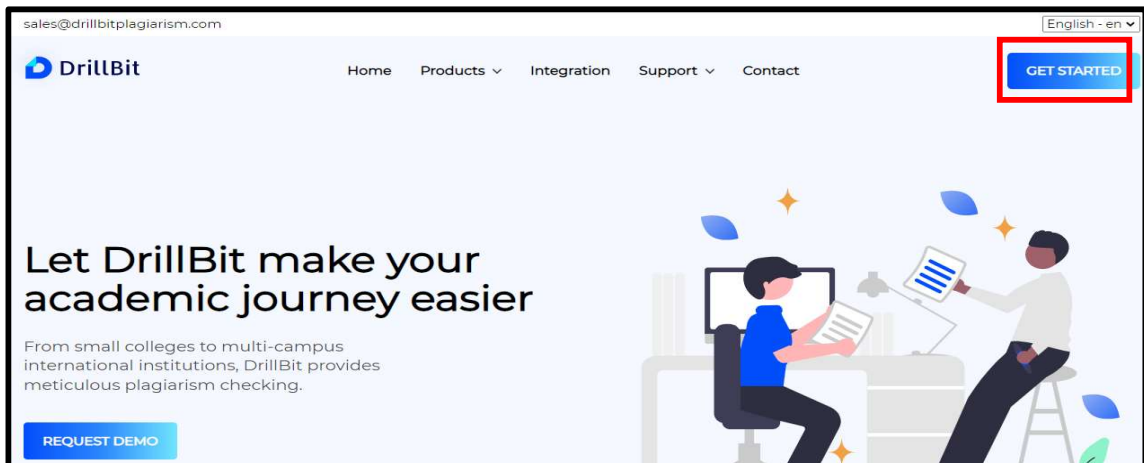 sales@drillbitplagiarism.com
English - en
DrillBit
Home
Products
Integration
Support
Contact
GET STARTED
Let DrillBit make your
academic journey easier
From small colleges to multi-campus
international institutions, DrillBit provides
meticulous plagiarism checking.
REQUEST DEMO